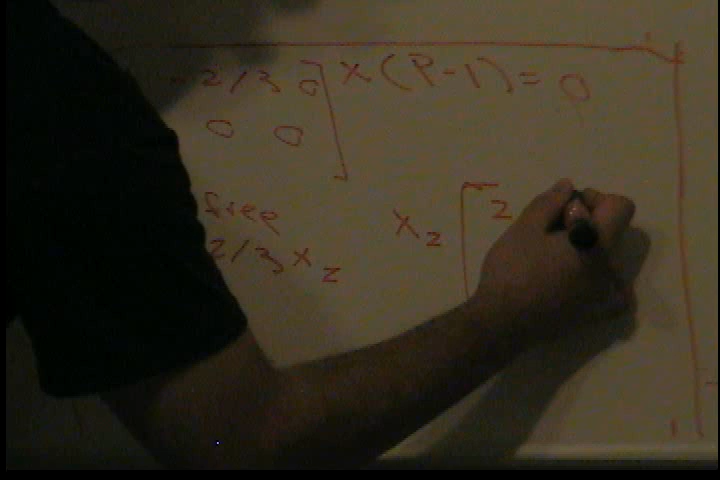 - 2/3 0 ] x(P-1) = 0
0 0
free
2/3 x2
x2 [ 2